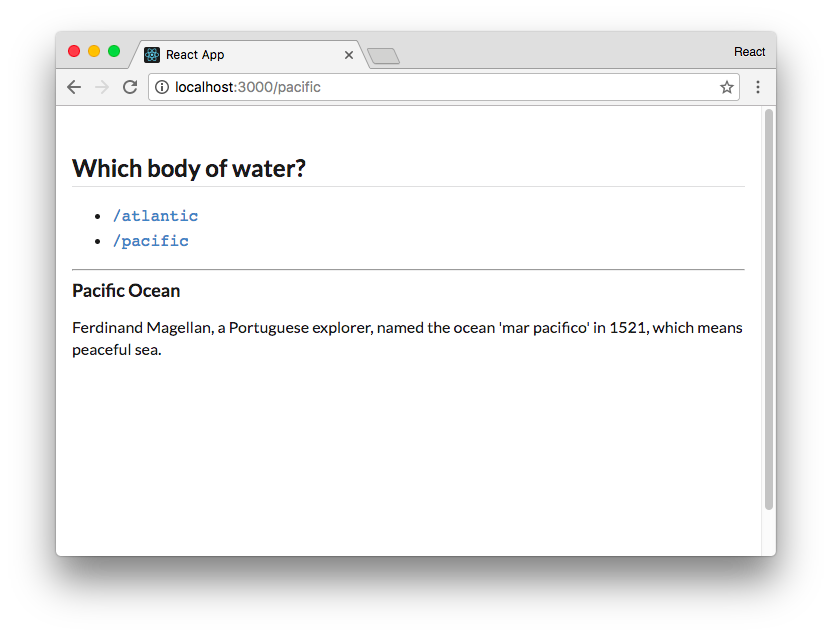 React App
React
localhost:3000/pacific
Which body of water?
/atlantic
/pacific
Pacific Ocean
Ferdinand Magellan, a Portuguese explorer, named the ocean 'mar pacifico' in 1521, which means
peaceful sea.